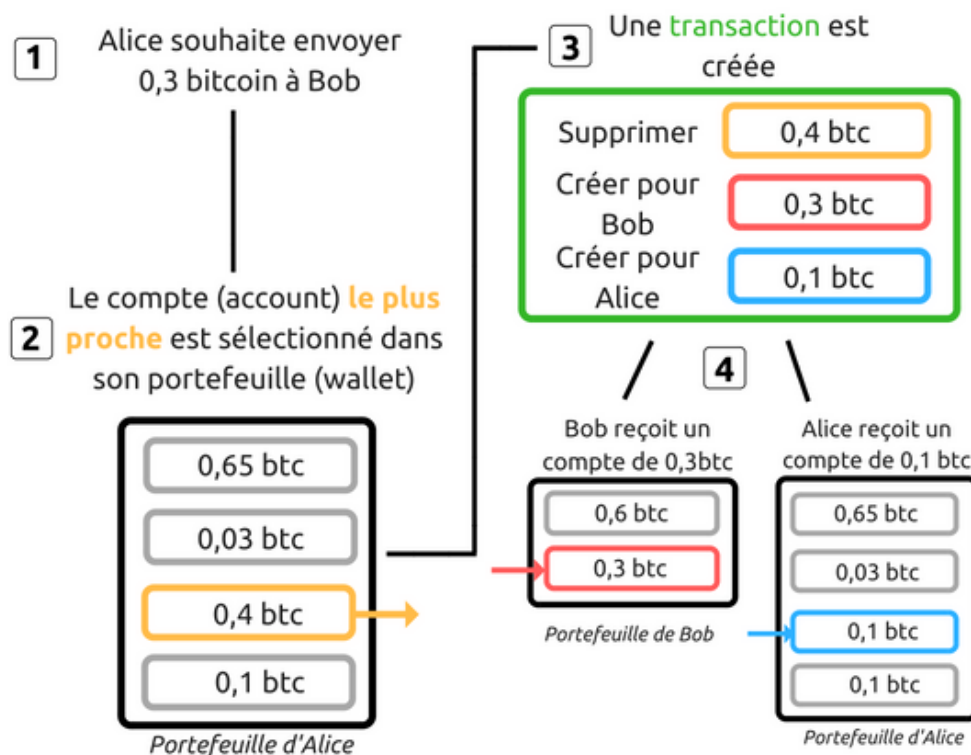 1
Alice souhaite envoyer
0,3 bitcoin à Bob
2
Le compte (account) le plus
proche est sélectionné dans
son portefeuille (wallet)
0,65 btc
0,03 btc
0,4 btc
0,1 btc
Portefeuille d'Alice
3
Une transaction est
créée
Supprimer
0,4 btc
Créer pour
Bob
0,3 btc
Créer pour
Alice
0,1 btc
4
Bob reçoit un
compte de 0,3btc
0,6 btc
0,3 btc
Portefeuille de Bob
Alice reçoit un
compte de 0,1 btc
0,65 btc
0,03 btc
0,1 btc
0,1 btc
Portefeuille d'Alice